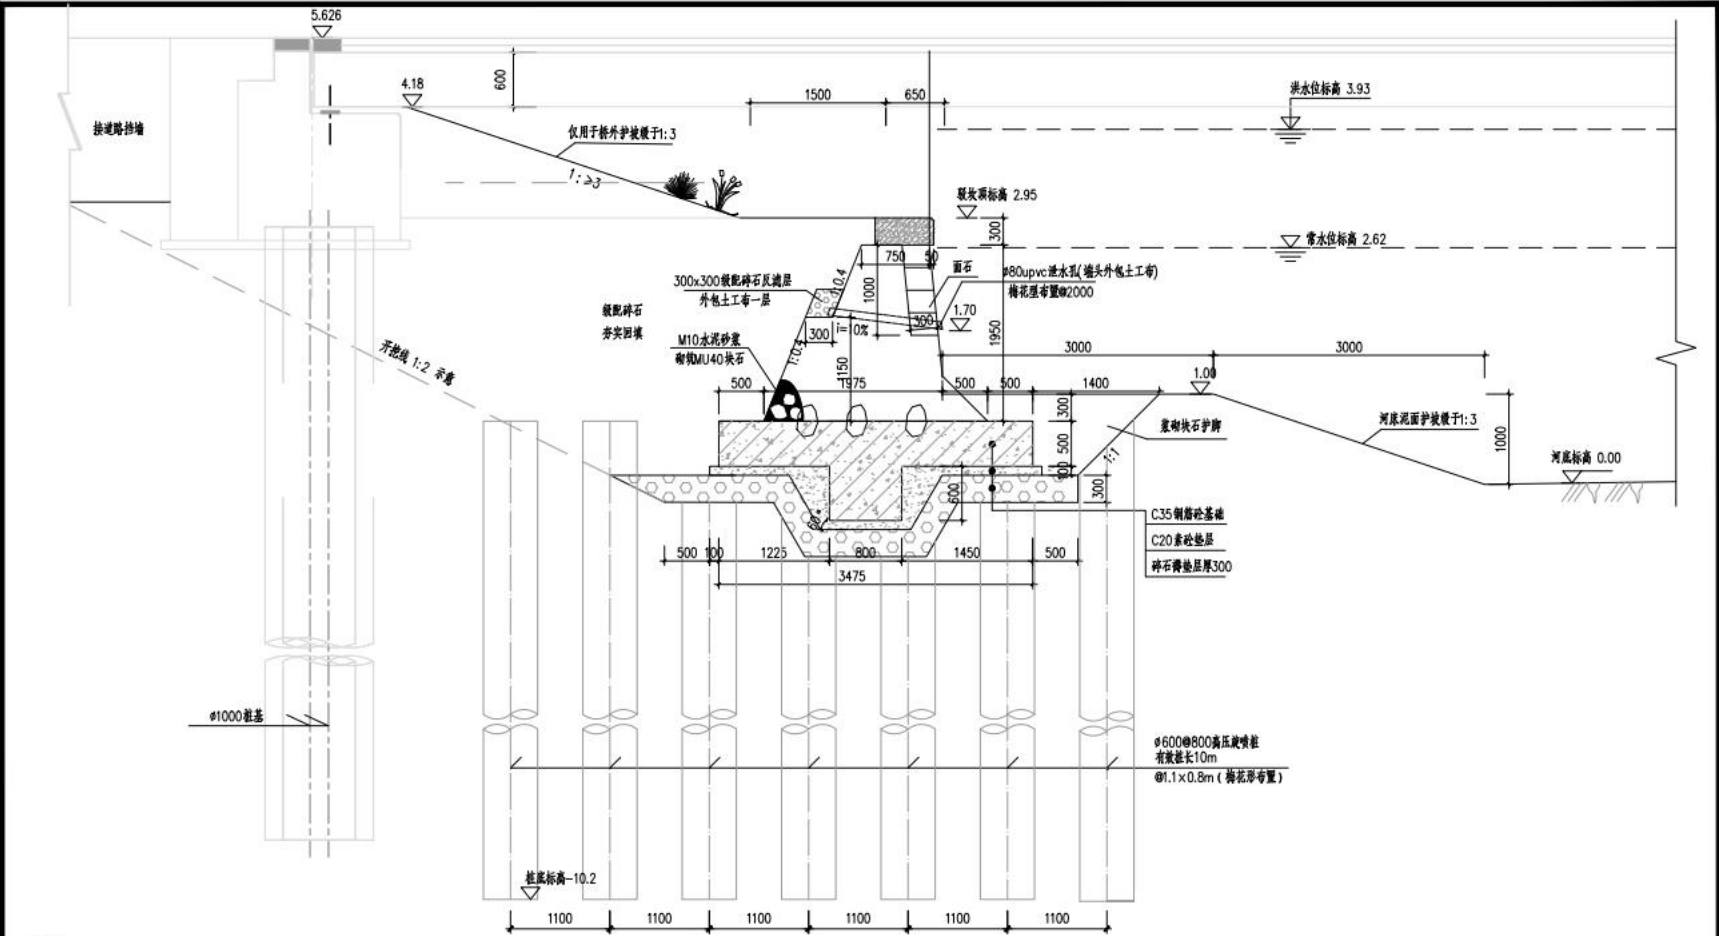 5.626
4.18
600
1500
650
洪水位标高 3.93
接道路挡墙
仅用于桥外护坡缓于1:3
1:≥3
驳坎顶标高 2.95
300
常水位标高 2.62
750
50
面石
ø80upvc泄水孔(端头外包土工布)
梅花型布置@2000
300x300级配碎石反滤层
外包土工布一层
1:0.4
1000
级配碎石
夯实回填
300
i=10%
300
1.70
1950
M10水泥砂浆
砌筑MU40块石
1:0.4
1150
开挖线 1:2 示意
3000
3000
1.00
500
1975
500
500
1400
300
500
100
300
浆砌块石护脚
1:1
河床泥面护坡缓于1:3
1000
河底标高 0.00
600
60°
C35钢筋砼基础
C20素砼垫层
碎石褥垫层厚300
500
100
1225
800
1450
500
3475
ø1000桩基
ø600@800高压旋喷桩
有效桩长10m
@1.1×0.8m(梅花形布置)
桩底标高-10.2
1100
1100
1100
1100
1100
1100